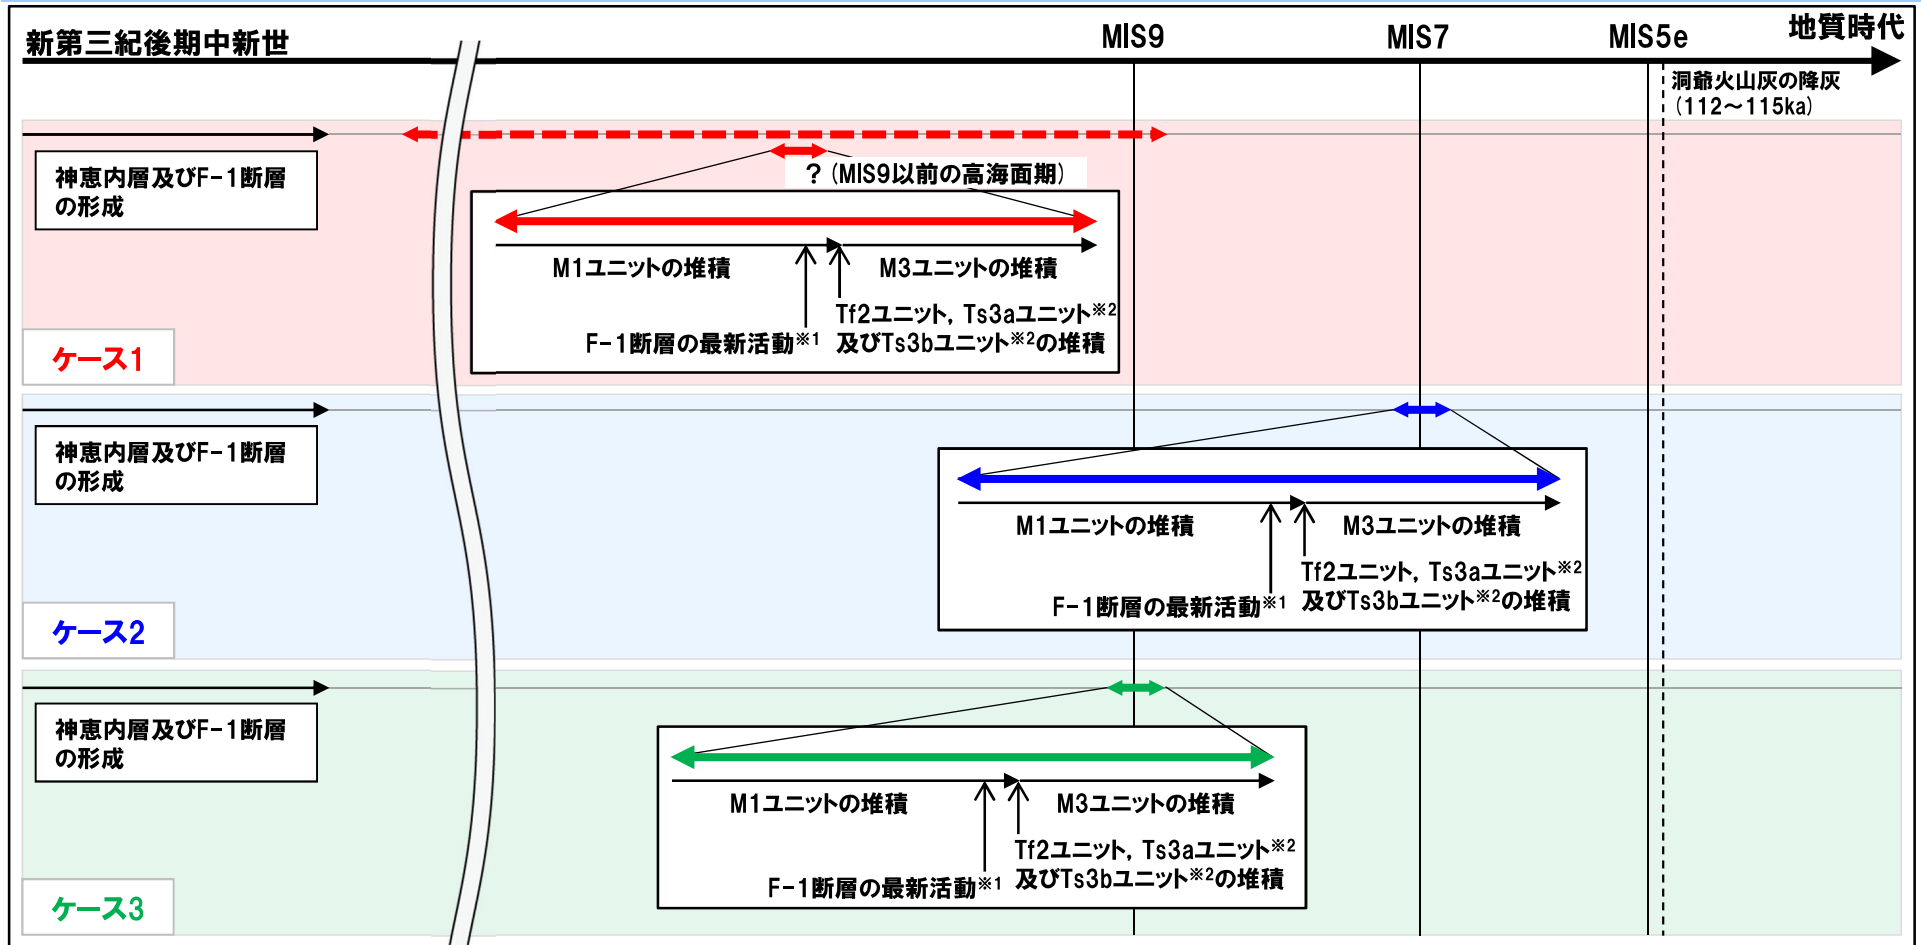 新第三紀後期中新世
MIS9
MIS7
MIS5e
地質時代
洞爺火山灰の降灰
(112～115ka)
神恵内層及びF-1断層
の形成
?(MIS9以前の高海面期)
M1ユニットの堆積
M3ユニットの堆積
Tf2ユニット, Ts3aユニット※2
F-1断層の最新活動※1
及びTs3bユニット※2の堆積
ケース1
神恵内層及びF-1断層
の形成
M1ユニットの堆積
M3ユニットの堆積
Tf2ユニット, Ts3aユニット※2
F-1断層の最新活動※1
及びTs3bユニット※2の堆積
ケース2
神恵内層及びF-1断層
の形成
M1ユニットの堆積
M3ユニットの堆積
Tf2ユニット, Ts3aユニット※2
F-1断層の最新活動※1
及びTs3bユニット※2の堆積
ケース3